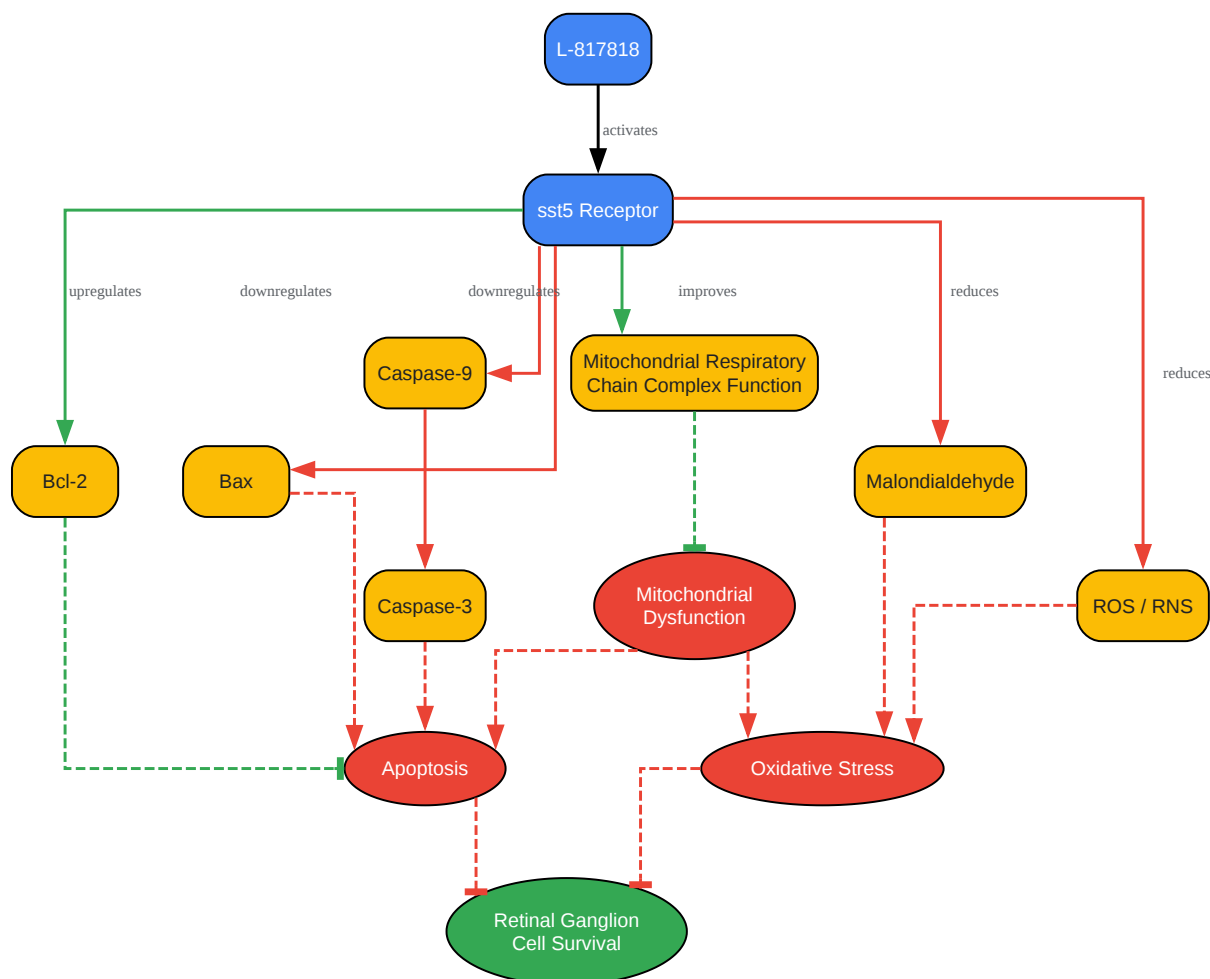 L-817818
activates
sst5 Receptor
upregulates
downregulates
downregulates
improves
reduces
Caspase-9
Mitochondrial Respiratory
Chain Complex Function
reduces
Bcl-2
Bax
Malondialdehyde
Caspase-3
Mitochondrial
Dysfunction
ROS / RNS
Apoptosis
Oxidative Stress
Retinal Ganglion
Cell Survival